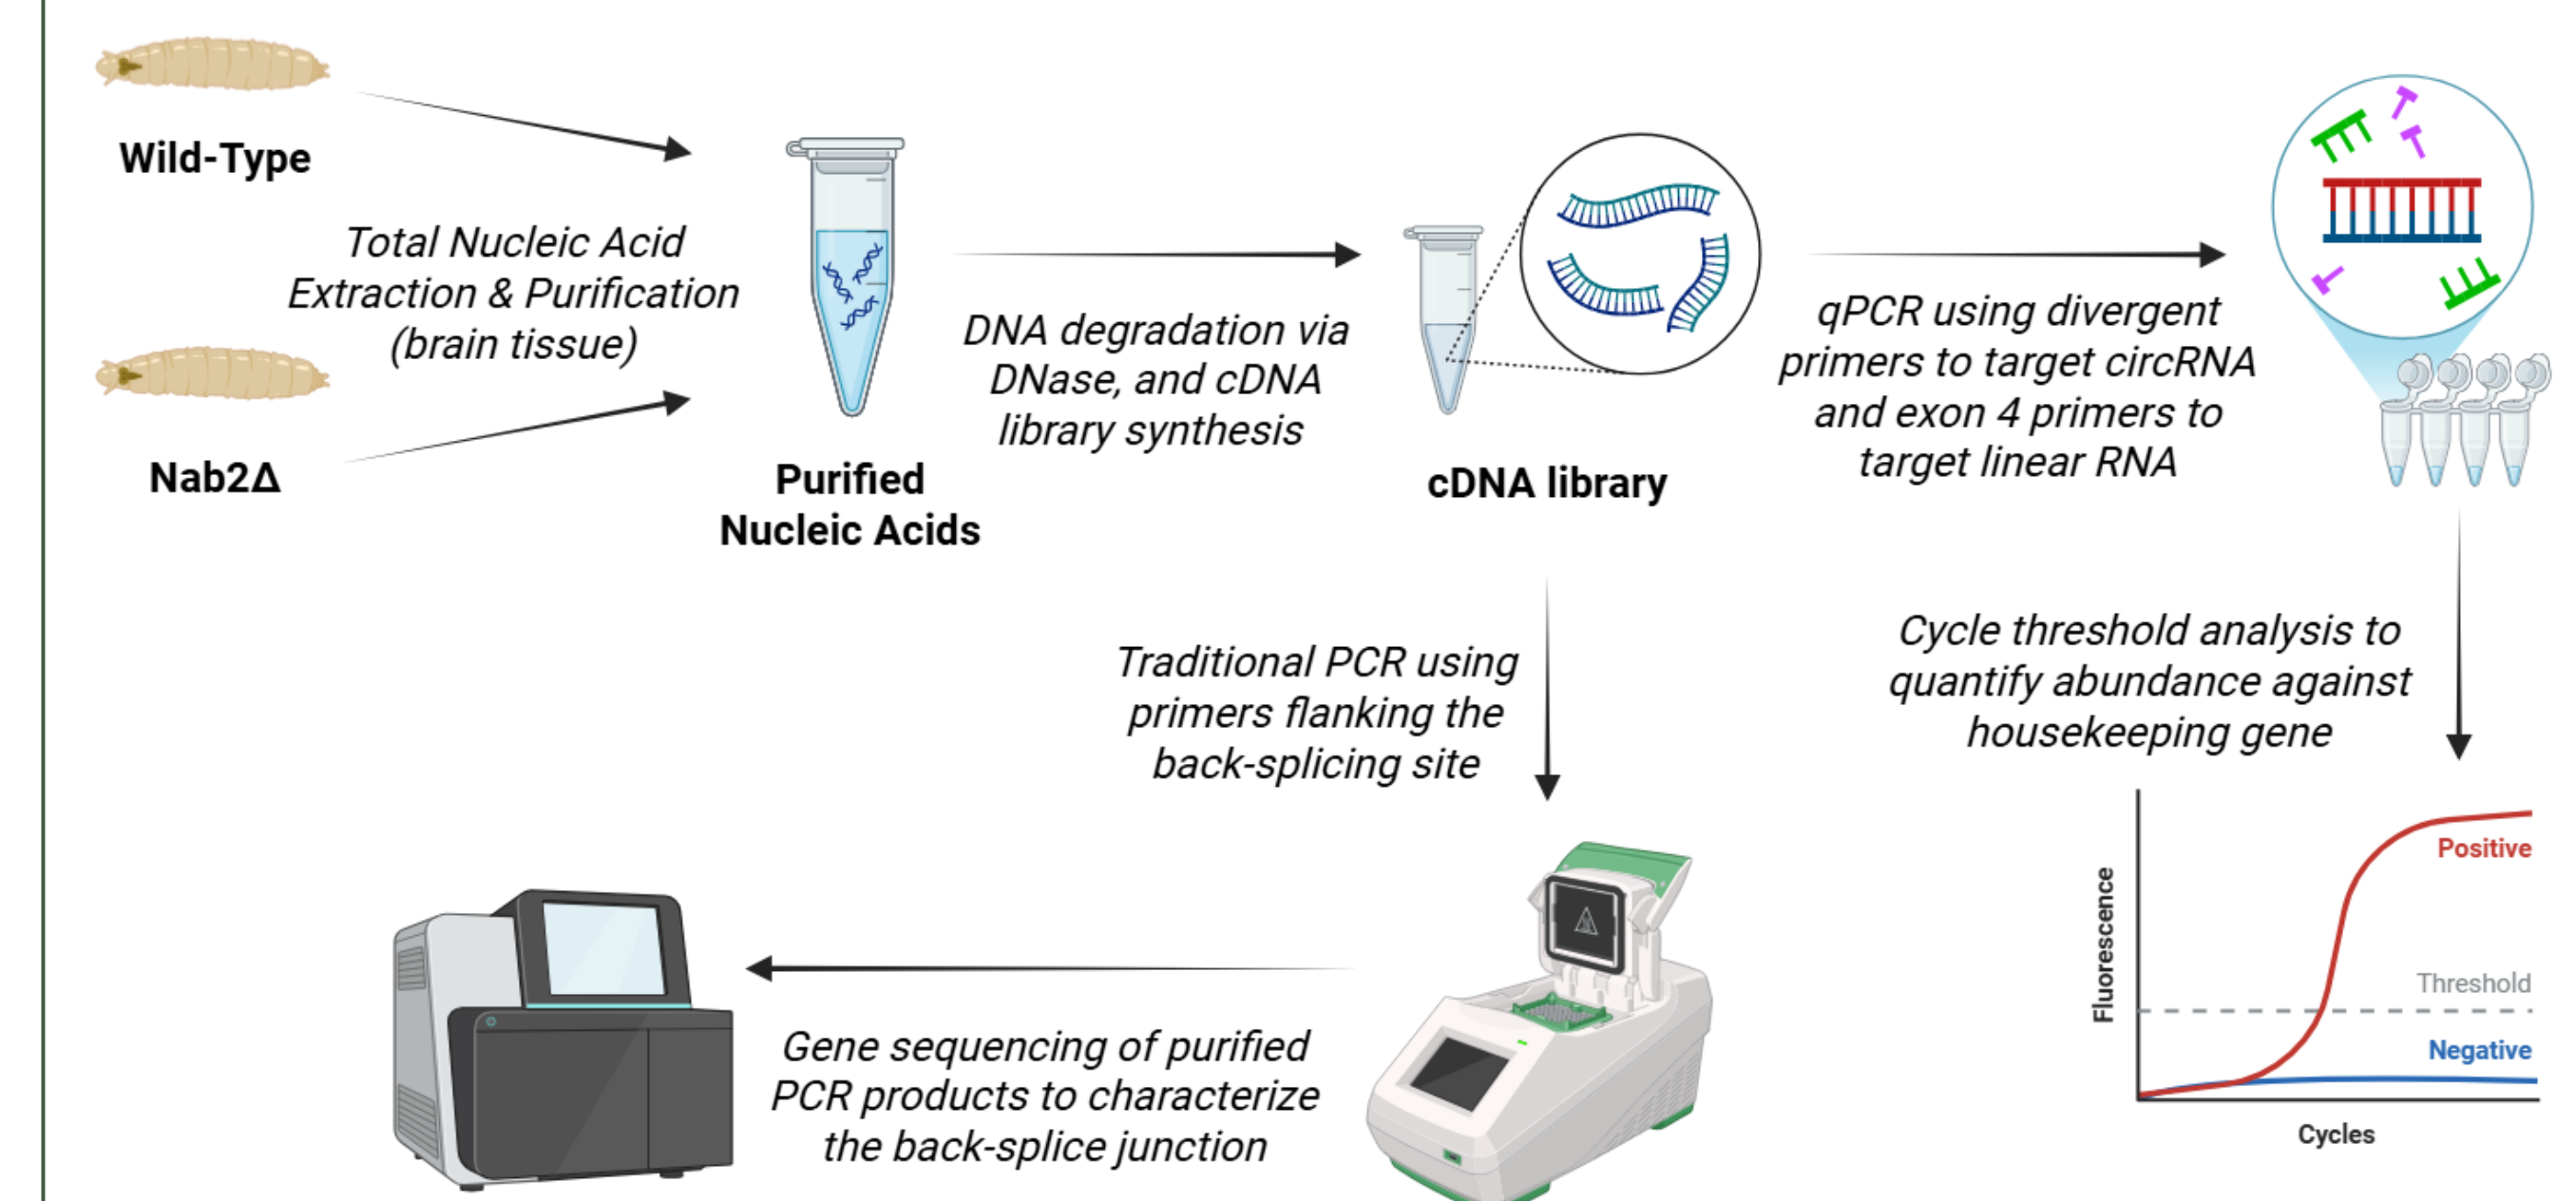 Wild-Type
Total Nucleic Acid
Extraction & Purification
(brain tissue)
Nab2Δ
Purified
Nucleic Acids
DNA degradation via
DNase, and cDNA
library synthesis
cDNA library
qPCR using divergent
primers to target circRNA
and exon 4 primers to
target linear RNA
Cycle threshold analysis to
quantify abundance against
housekeeping gene
Fluorescence
Positive
Threshold
Negative
Cycles
Traditional PCR using
primers flanking the
back-splicing site
Gene sequencing of purified
PCR products to characterize
the back-splice junction